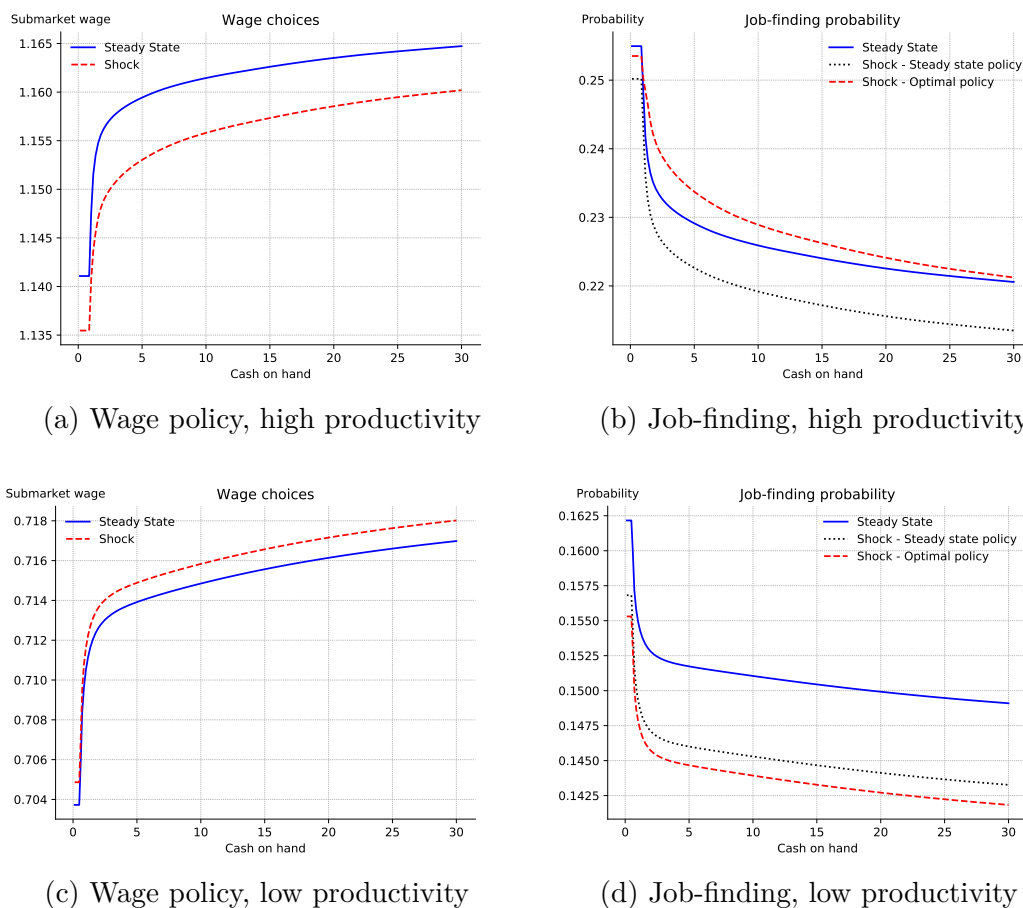 Submarket wage
Wage choices
Steady State
Shock
1.165
1.160
1.155
1.150
1.145
1.140
1.135
0 5 10 15 20 25 30
Cash on hand
(a) Wage policy, high productivity
Probability
Job-finding probability
Steady State
Shock - Steady state policy
Shock - Optimal policy
0.25
0.24
0.23
0.22
0 5 10 15 20 25 30
Cash on hand
(b) Job-finding, high productivity
Submarket wage
Wage choices
Steady State
Shock
0.718
0.716
0.714
0.712
0.710
0.708
0.706
0.704
0 5 10 15 20 25 30
Cash on hand
(c) Wage policy, low productivity
Probability
Job-finding probability
Steady State
Shock - Steady state policy
Shock - Optimal policy
0.1625
0.1600
0.1575
0.1550
0.1525
0.1500
0.1475
0.1450
0.1425
0 5 10 15 20 25 30
Cash on hand
(d) Job-finding, low productivity